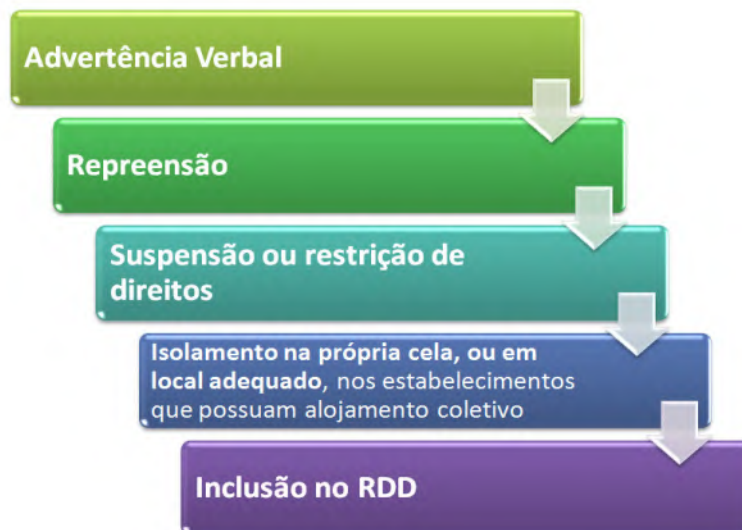 Advertência Verbal
Repreensão
Suspensão ou restrição de
direitos
Isolamento na própria cela, ou em
local adequado, nos estabelecimentos
que possuam alojamento coletivo
Inclusão no RDD